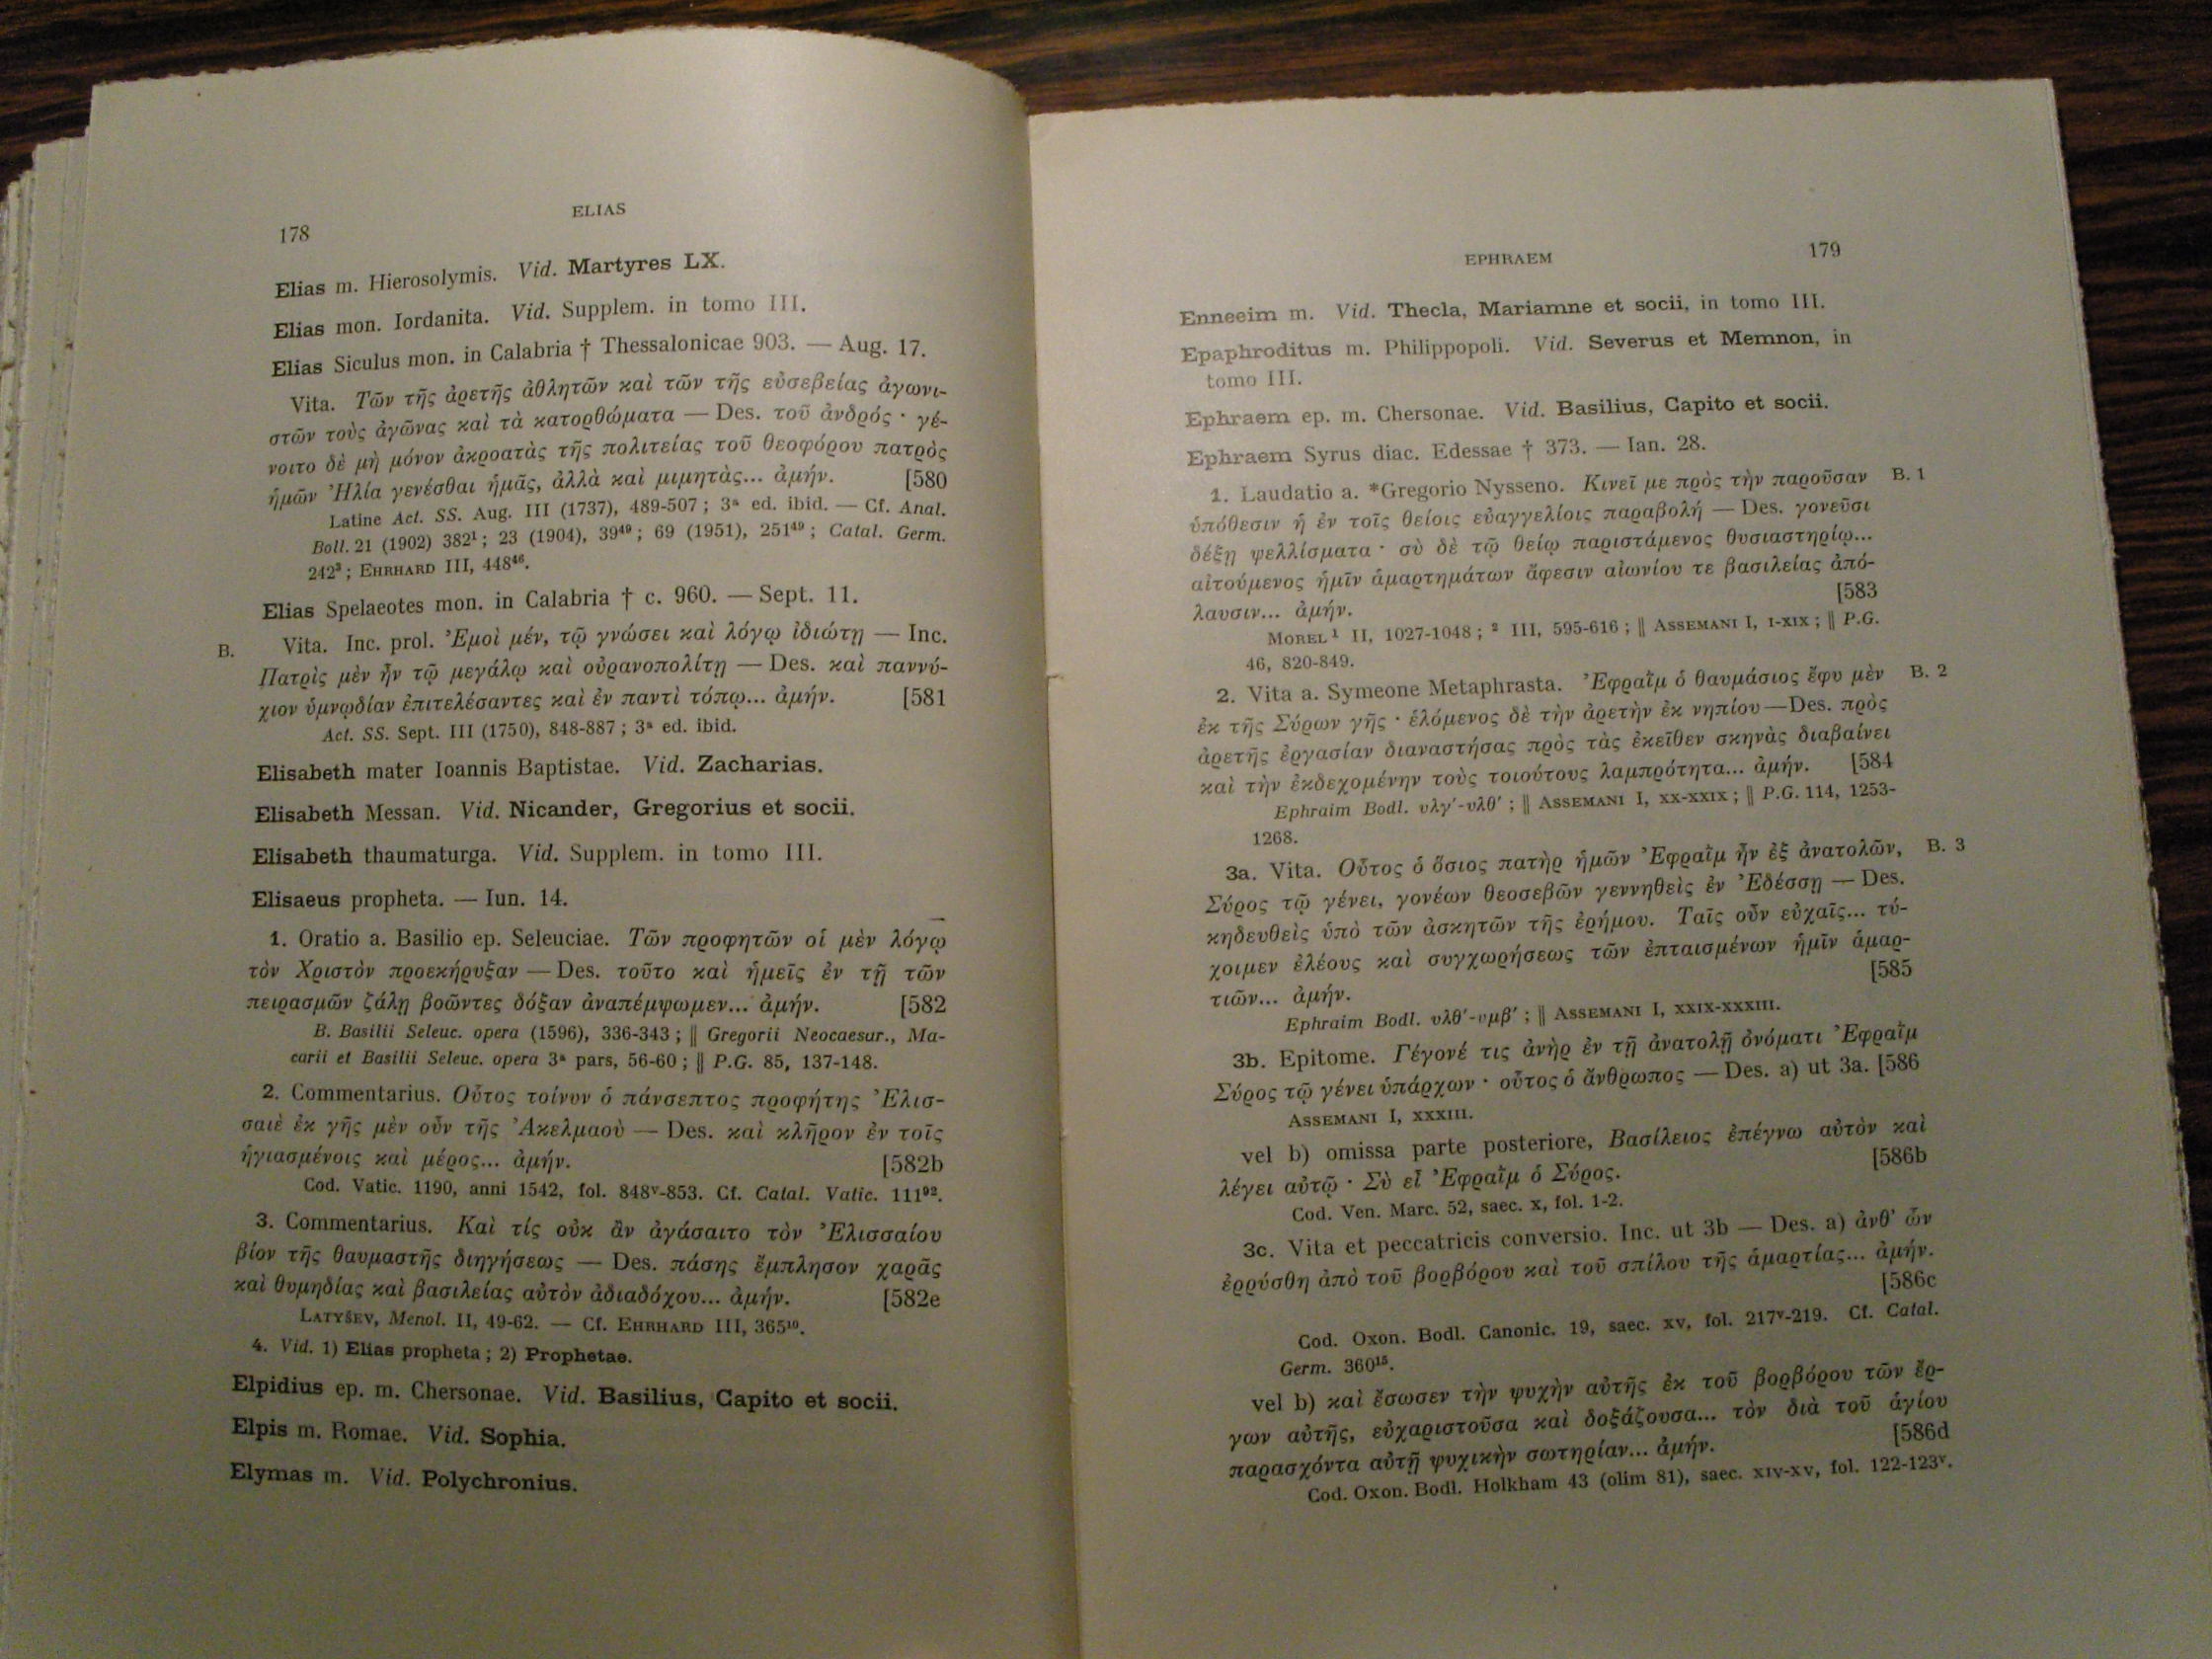 178
ELIAS
Elias m. Hierosolymis. Vid. Martyres LX.
Elias mon. Iordanita. Vid. Supplem. in tomo III.
Elias Siculus mon. in Calabria † Thessalonicae 903. — Aug. 17.
Vita. Τῶν τῆς ἀρετῆς ἀθλητῶν καὶ τῶν τῆς εὐσεβείας ἀγωνι-
στῶν τοὺς ἀγῶνας καὶ τὰ κατορθώματα — Des. τοῦ ἀνδρός · γέ-
νοιτο δὲ μὴ μόνον ἀκροατὰς τῆς πολιτείας τοῦ θεοφόρου πατρὸς
ἡμῶν Ἠλία γενέσθαι ἡμᾶς, ἀλλὰ καὶ μιμητὰς... ἀμήν. [580
Latine Act. SS. Aug. III (1737), 489-507 ; 3ª ed. ibid. — Cf. Anal.
Boll. 21 (1902) 382¹ ; 23 (1904), 39⁴⁹ ; 69 (1951), 251⁴⁹ ; Catal. Germ.
242³ ; EHRHARD III, 448⁴⁶.
Elias Spelaeotes mon. in Calabria † c. 960. — Sept. 11.
B. Vita. Inc. prol. Ἐμοὶ μέν, τῷ γνώσει καὶ λόγῳ ἰδιώτῃ — Inc.
Πατρὶς μὲν ἦν τῷ μεγάλῳ καὶ οὐρανοπολίτῃ — Des. καὶ παννύ-
χιον ὑμνῳδίαν ἐπιτελέσαντες καὶ ἐν παντὶ τόπῳ... ἀμήν. [581
Act. SS. Sept. III (1750), 848-887 ; 3ª ed. ibid.
Elisabeth mater Ioannis Baptistae. Vid. Zacharias.
Elisabeth Messan. Vid. Nicander, Gregorius et socii.
Elisabeth thaumaturga. Vid. Supplem. in tomo III.
Elisaeus propheta. — Iun. 14.
1. Oratio a. Basilio ep. Seleuciae. Τῶν προφητῶν οἱ μὲν λόγῳ
τὸν Χριστὸν προεκήρυξαν — Des. τοῦτο καὶ ἡμεῖς ἐν τῇ τῶν
πειρασμῶν ζάλῃ βοῶντες δόξαν ἀναπέμψωμεν... ἀμήν. [582
B. Basilii Seleuc. opera (1596), 336-343 ; || Gregorii Neocaesar., Ma-
carii et Basilii Seleuc. opera 3ª pars, 56-60 ; || P.G. 85, 137-148.
2. Commentarius. Οὗτος τοίνυν ὁ πάνσεπτος προφήτης Ἐλισ-
σαιὲ ἐκ γῆς μὲν οὖν τῆς Ἀκελμαοὺ — Des. καὶ κλῆρον ἐν τοῖς
ἡγιασμένοις καὶ μέρος... ἀμήν. [582b
Cod. Vatic. 1190, anni 1542, fol. 848ᵛ-853. Cf. Catal. Vatic. 111⁹².
3. Commentarius. Καὶ τίς οὐκ ἂν ἀγάσαιτο τὸν Ἐλισσαίου
βίον τῆς θαυμαστῆς διηγήσεως — Des. πάσης ἔμπλησον χαρᾶς
καὶ θυμηδίας καὶ βασιλείας αὐτὸν ἀδιαδόχου... ἀμήν. [582e
LATYŠEV, Menol. II, 49-62. — Cf. EHRHARD III, 365¹⁰.
4. Vid. 1) Elias propheta ; 2) Prophetae.
Elpidius ep. m. Chersonae. Vid. Basilius, Capito et socii.
Elpis m. Romae. Vid. Sophia.
Elymas m. Vid. Polychronius.
EPHRAEM
179
Enneeim m. Vid. Thecla, Mariamne et socii, in tomo III.
Epaphroditus m. Philippopoli. Vid. Severus et Memnon, in
tomo III.
Ephraem ep. m. Chersonae. Vid. Basilius, Capito et socii.
Ephraem Syrus diac. Edessae † 373. — Ian. 28.
1. Laudatio a. *Gregorio Nysseno. Κινεῖ με πρὸς τὴν παροῦσαν B. 1
ὑπόθεσιν ἡ ἐν τοῖς θείοις εὐαγγελίοις παραβολή — Des. γονεῦσι
δέξῃ ψελλίσματα · σὺ δὲ τῷ θείῳ παριστάμενος θυσιαστηρίῳ...
αἰτούμενος ἡμῖν ἁμαρτημάτων ἄφεσιν αἰωνίου τε βασιλείας ἀπό-
λαυσιν... ἀμήν. [583
MOREL ¹ II, 1027-1048 ; ² III, 595-616 ; || ASSEMANI I, I-XIX ; || P.G.
46, 820-849.
2. Vita a. Symeone Metaphrasta. Ἐφραΐμ ὁ θαυμάσιος ἔφυ μὲν B. 2
ἐκ τῆς Σύρων γῆς · ἑλόμενος δὲ τὴν ἀρετὴν ἐκ νηπίου — Des. πρὸς
ἀρετῆς ἐργασίαν διαναστήσας πρὸς τὰς ἐκεῖθεν σκηνὰς διαβαίνει
καὶ τὴν ἐκδεχομένην τοὺς τοιούτους λαμπρότητα... ἀμήν. [584
Ephraim Bodl. υλγ′-υλθ′ ; || ASSEMANI I, XX-XXIX ; || P.G. 114, 1253-
1268.
3a. Vita. Οὗτος ὁ ὅσιος πατὴρ ἡμῶν Ἐφραΐμ ἦν ἐξ ἀνατολῶν, B. 3
Σύρος τῷ γένει, γονέων θεοσεβῶν γεννηθεὶς ἐν Ἐδέσσῃ — Des.
κηδευθεὶς ὑπὸ τῶν ἀσκητῶν τῆς ἐρήμου. Ταῖς οὖν εὐχαῖς... τύ-
χοιμεν ἐλέους καὶ συγχωρήσεως τῶν ἐπταισμένων ἡμῖν ἁμαρ-
τιῶν... ἀμήν. [585
Ephraim Bodl. υλθ′-υμβ′ ; || ASSEMANI I, XXIX-XXXIII.
3b. Epitome. Γέγονέ τις ἀνὴρ ἐν τῇ ἀνατολῇ ὀνόματι Ἐφραῒμ
Σύρος τῷ γένει ὑπάρχων · οὗτος ὁ ἄνθρωπος — Des. a) ut 3a. [586
ASSEMANI I, XXXIII.
vel b) omissa parte posteriore, Βασίλειος ἐπέγνω αὐτὸν καὶ
λέγει αὐτῷ · Σὺ εἶ Ἐφραῒμ ὁ Σύρος. [586b
Cod. Ven. Marc. 52, saec. X, fol. 1-2.
3c. Vita et peccatricis conversio. Inc. ut 3b — Des. a) ἀνθ’ ὧν
ἐρρύσθη ἀπὸ τοῦ βορβόρου καὶ τοῦ σπίλου τῆς ἁμαρτίας... ἀμήν.
[586c
Cod. Oxon. Bodl. Canonic. 19, saec. XV, fol. 217ᵛ-219. Cf. Catal.
Germ. 360¹⁵.
vel b) καὶ ἔσωσεν τὴν ψυχὴν αὐτῆς ἐκ τοῦ βορβόρου τῶν ἔρ-
γων αὐτῆς, εὐχαριστοῦσα καὶ δοξάζουσα... τὸν διὰ τοῦ ἁγίου
παρασχόντα αὐτῇ ψυχικὴν σωτηρίαν... ἀμήν. [586d
Cod. Oxon. Bodl. Holkham 43 (olim 81), saec. XIV-XV, fol. 122-123ᵛ.